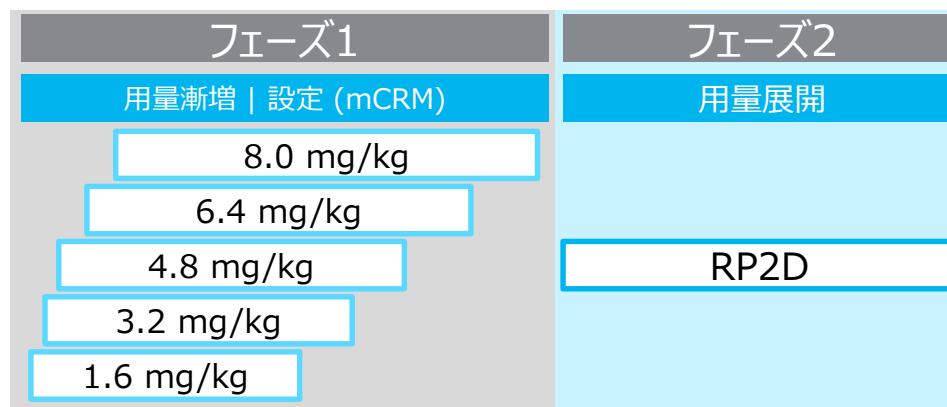 フェーズ1
用量漸増 | 設定 (mCRM)
8.0 mg/kg
6.4 mg/kg
4.8 mg/kg
3.2 mg/kg
1.6 mg/kg
フェーズ2
用量展開
RP2D